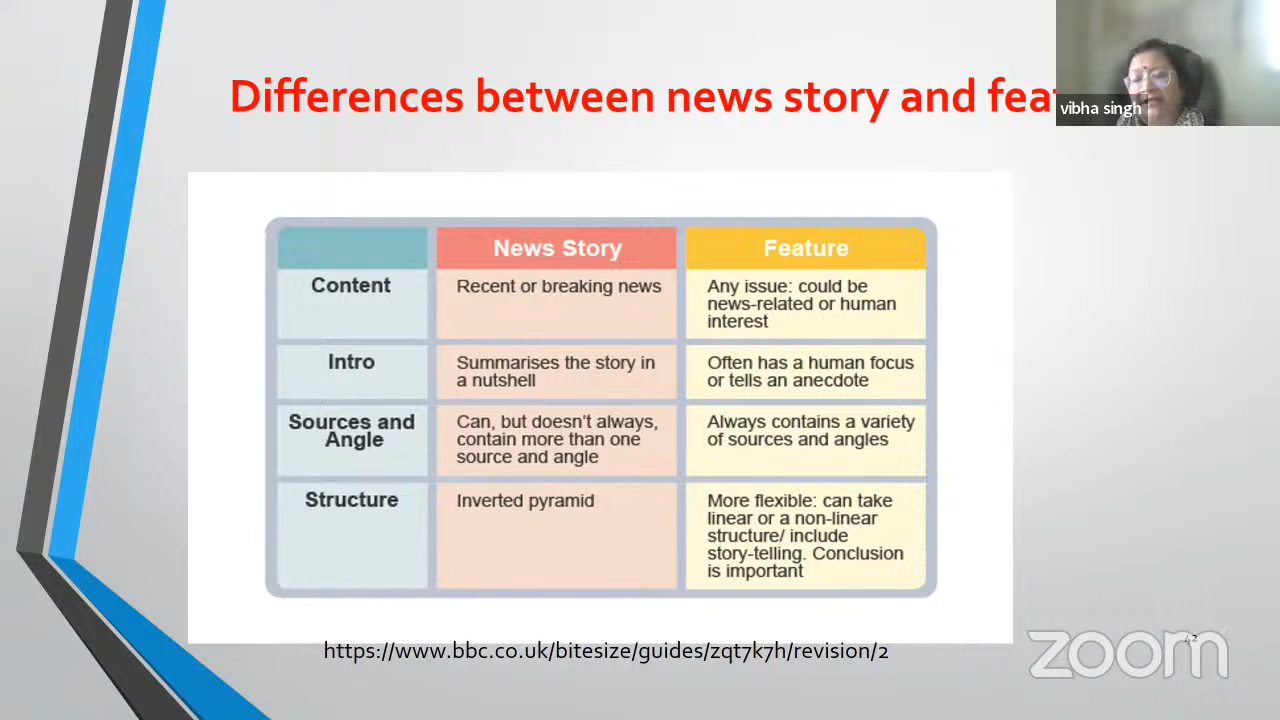 Differences between news story and fea
vibha singh
News Story
Feature
Content
Recent or breaking news
Any issue: could be
news-related or human
interest
Intro
Summarises the story in
a nutshell
Often has a human focus
or tells an anecdote
Sources and
Angle
Can, but doesn't always,
contain more than one
source and angle
Always contains a variety
of sources and angles
Structure
Inverted pyramid
More flexible: can take
linear or a non-linear
structure/ include
story-telling. Conclusion
is important
https://www.bbc.co.uk/bitesize/guides/zqt7k7h/revision/2
42
zoom